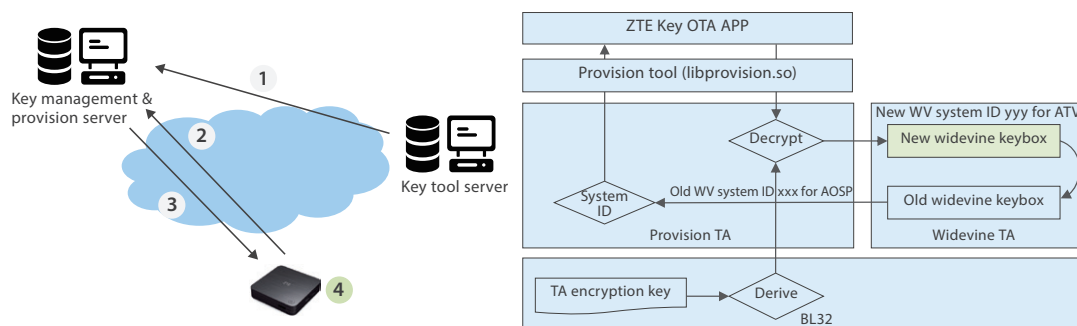 1
Key management &
provision server
2
Key tool server
3
4
ZTE Key OTA APP
Provision tool (libprovision.so)
New WV system ID yyy for ATV
Decrypt
New widevine keybox
Old WV system ID xxx for AOSP
System
ID
Old widevine keybox
Provision TA
Widevine TA
TA encryption key
Derive
BL32